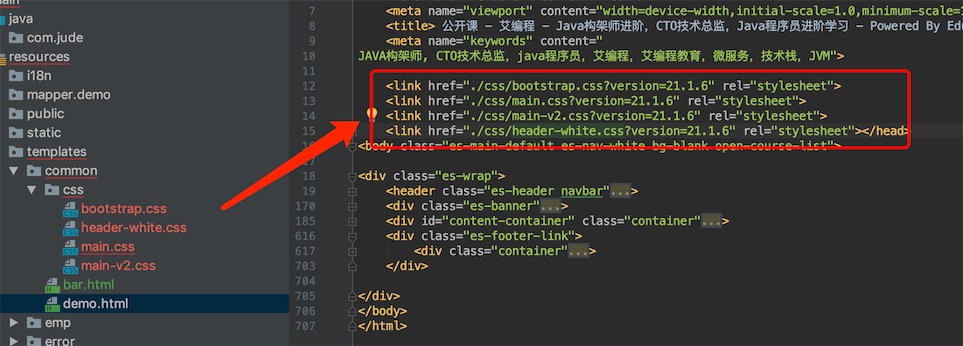 main
java
com.jude
resources
i18n
mapper.demo
public
static
templates
common
css
bootstrap.css
header-white.css
main.css
main-v2.css
bar.html
demo.html
emp
error
7 <meta name="viewport" content="width=device-width,initial-scale=1.0,minimum-scale=1
8 <title> 公开课 - 艾编程 - Java构架师进阶, CTO技术总监, Java程序员进阶学习 - Powered By Edu
9 <meta name="keywords" content="
10 JAVA构架师, CTO技术总监, java程序员, 艾编程, 艾编程教育, 微服务, 技术栈, JVM">
11
12 <link href="./css/bootstrap.css?version=21.1.6" rel="stylesheet">
13 <link href="./css/main.css?version=21.1.6" rel="stylesheet">
14 <link href="./css/main-v2.css?version=21.1.6" rel="stylesheet">
15 <link href="./css/header-white.css?version=21.1.6" rel="stylesheet"></head>
16 <body class="es-main-default es-nav-white bg-blank open-course-list">
17
18 <div class="es-wrap">
19 <header class="es-header navbar"...>
120 <div class="es-banner"...>
185 <div id="content-container" class="container"...>
616 <div class="es-footer-link">
617 <div class="container"...>
703 </div>
704
705 </div>
706 </body>
707 </html>